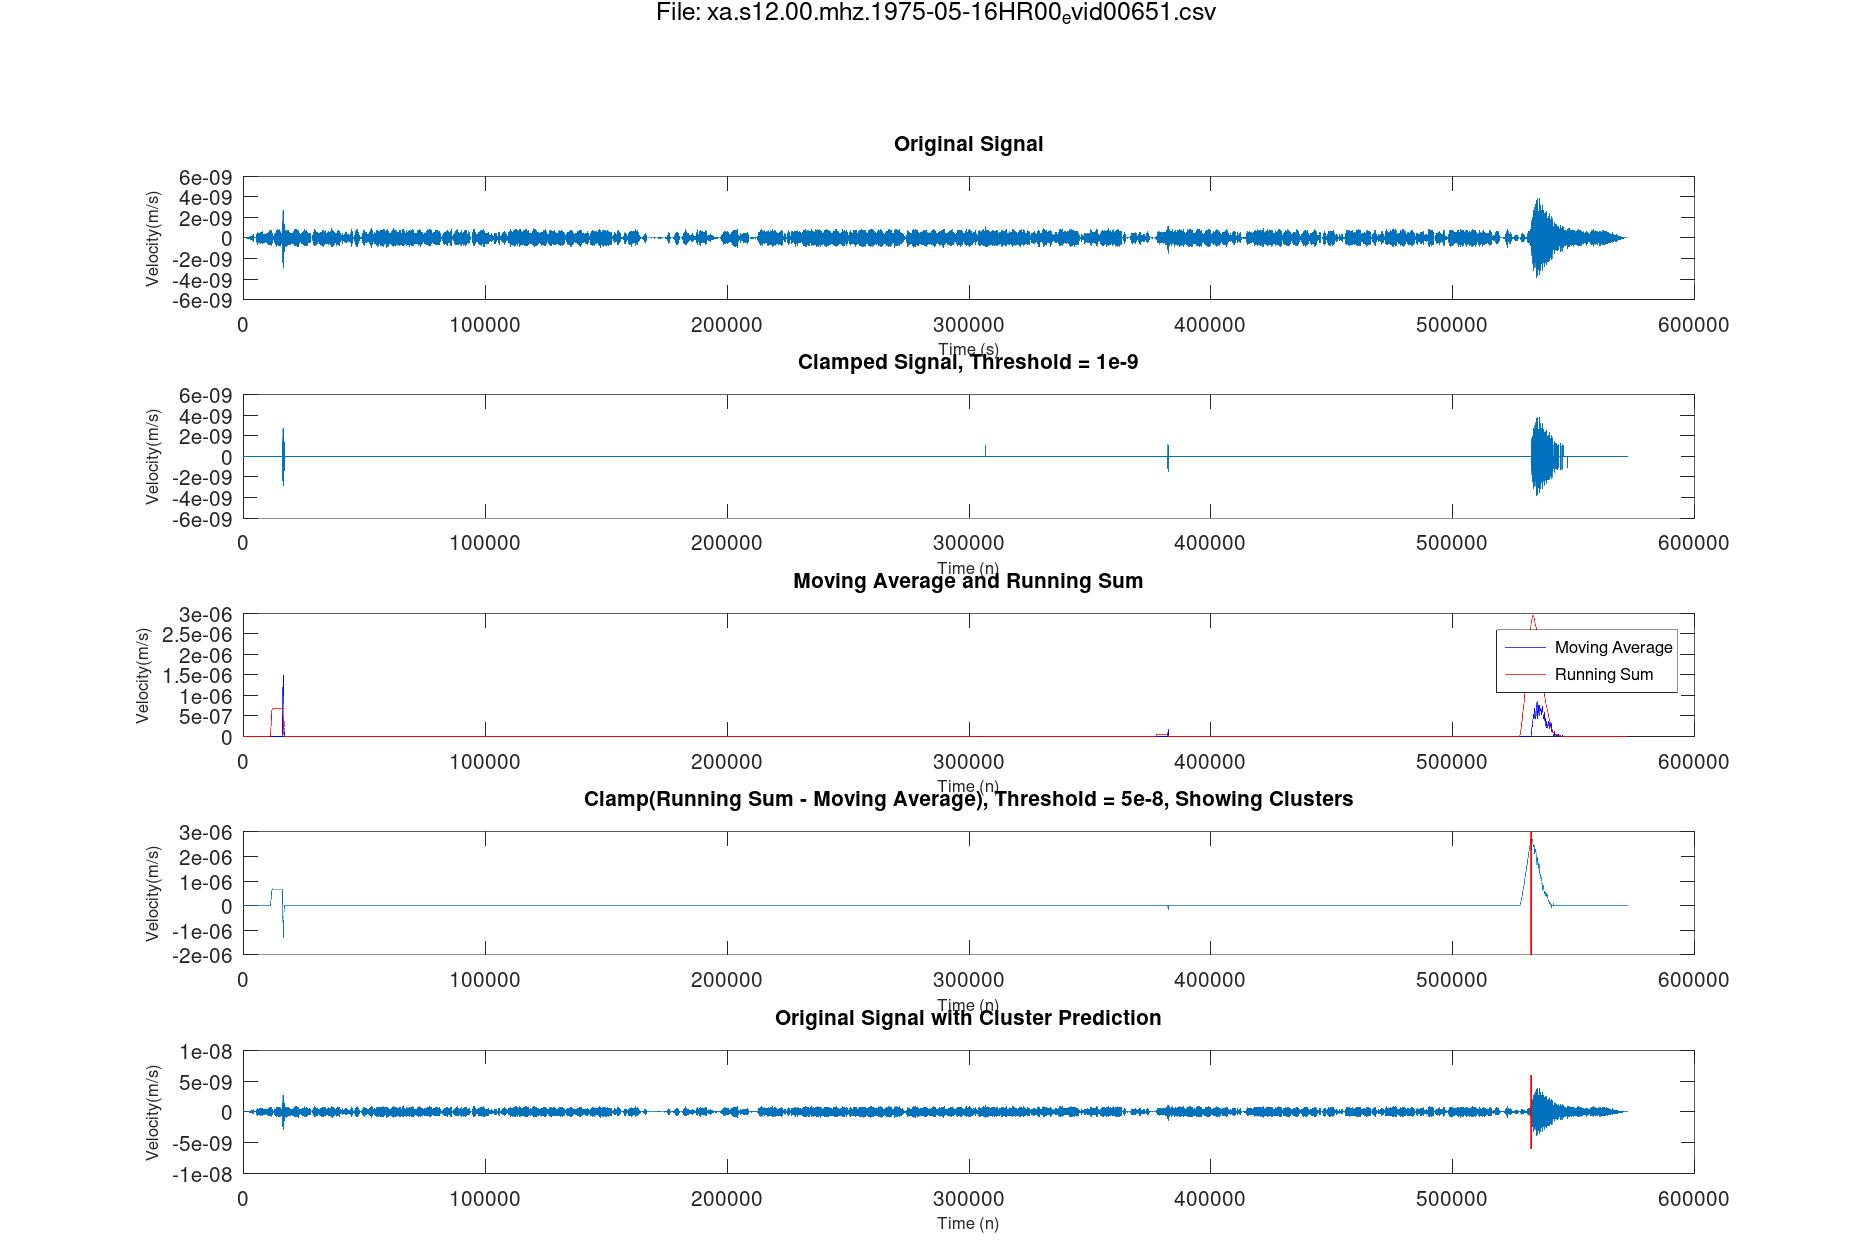 File: xa.s12.00.mhz.1975-05-16HR00evid00651.csv
Original Signal
Velocity(m/s)
6e-09
4e-09
2e-09
0
-2e-09
-4e-09
-6e-09
0 100000 200000 300000 400000 500000 600000
Time (s)
Clamped Signal, Threshold = 1e-9
Velocity(m/s)
6e-09
4e-09
2e-09
0
-2e-09
-4e-09
-6e-09
0 100000 200000 300000 400000 500000 600000
Time (n)
Moving Average and Running Sum
Velocity(m/s)
3e-06
2.5e-06
2e-06
1.5e-06
1e-06
5e-07
0
Moving Average
Running Sum
0 100000 200000 300000 400000 500000 600000
Time (n)
Clamp(Running Sum - Moving Average), Threshold = 5e-8, Showing Clusters
Velocity(m/s)
3e-06
2e-06
1e-06
0
-1e-06
-2e-06
0 100000 200000 300000 400000 500000 600000
Time (n)
Original Signal with Cluster Prediction
Velocity(m/s)
1e-08
5e-09
0
-5e-09
-1e-08
0 100000 200000 300000 400000 500000 600000
Time (n)